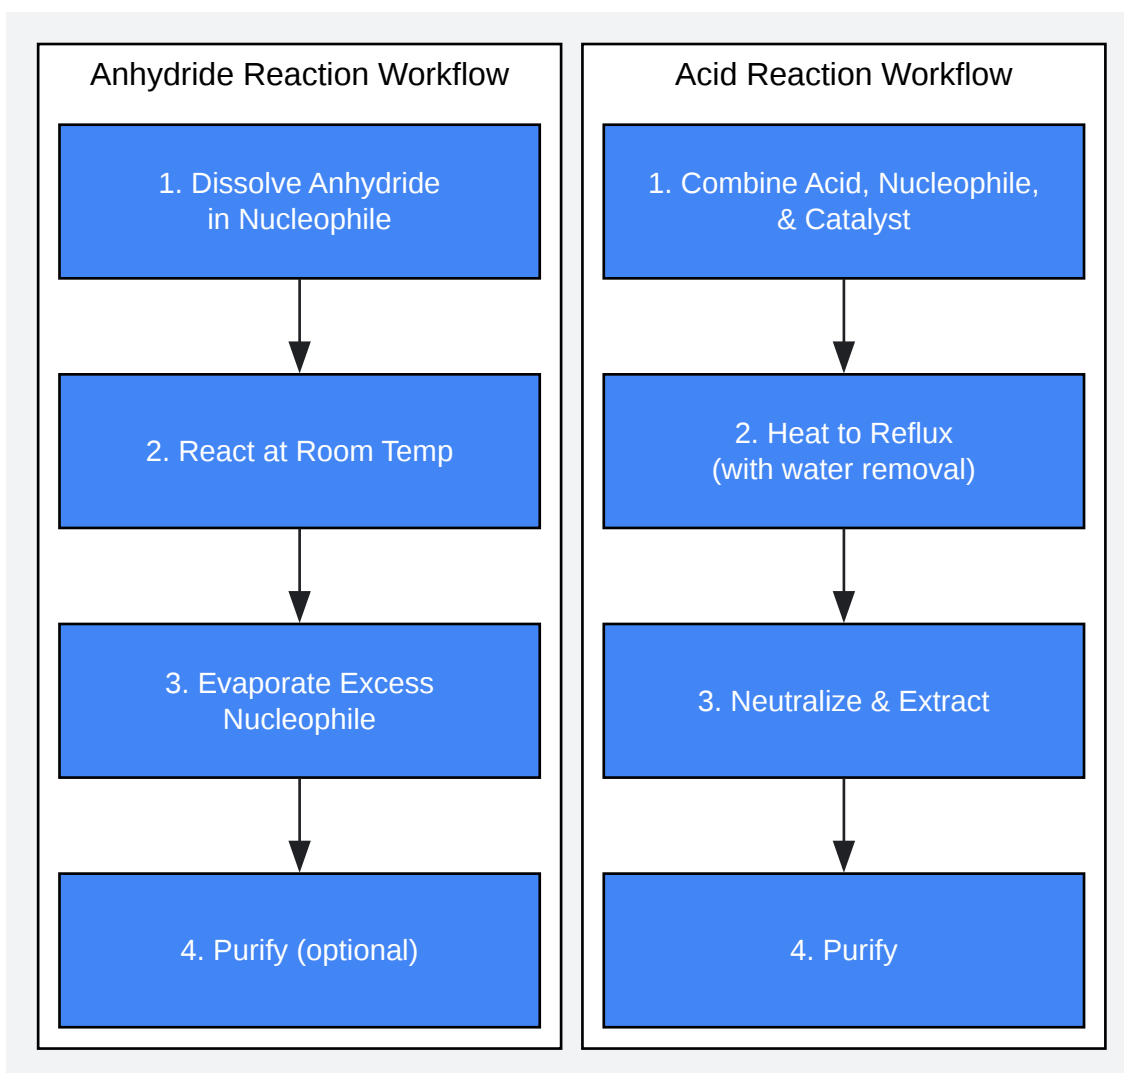 Anhydride Reaction Workflow
1. Dissolve Anhydride
in Nucleophile
2. React at Room Temp
3. Evaporate Excess
Nucleophile
4. Purify (optional)
Acid Reaction Workflow
1. Combine Acid, Nucleophile,
& Catalyst
2. Heat to Reflux
(with water removal)
3. Neutralize & Extract
4. Purify